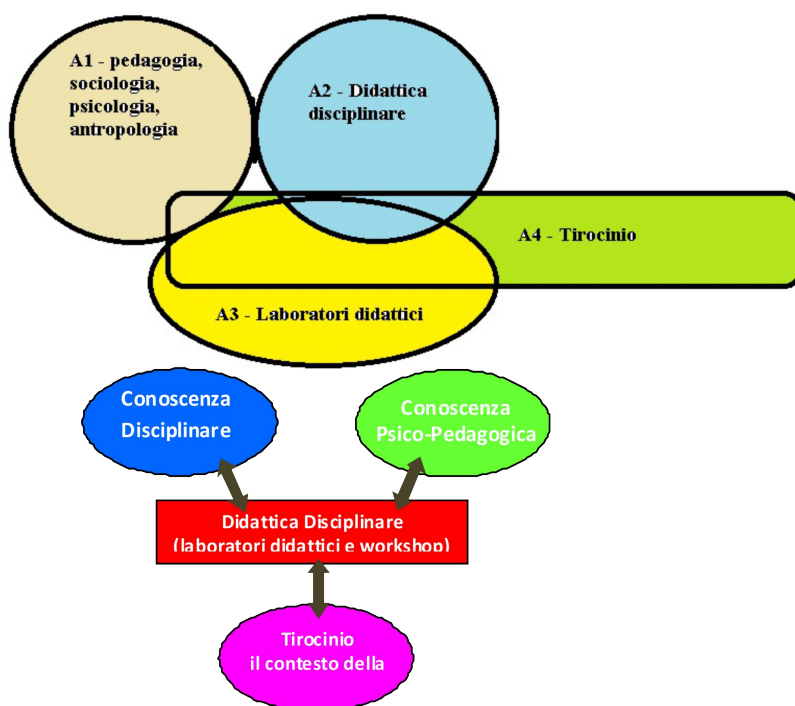 A1 - pedagogia,
sociologia,
psicologia,
antropologia
A2 - Didattica
disciplinare
A4 - Tirocinio
A3 - Laboratori didattici
Conoscenza
Disciplinare
Conoscenza
Psico-Pedagogica
Didattica Disciplinare
(laboratori didattici e workshop)
Tirocinio
il contesto della